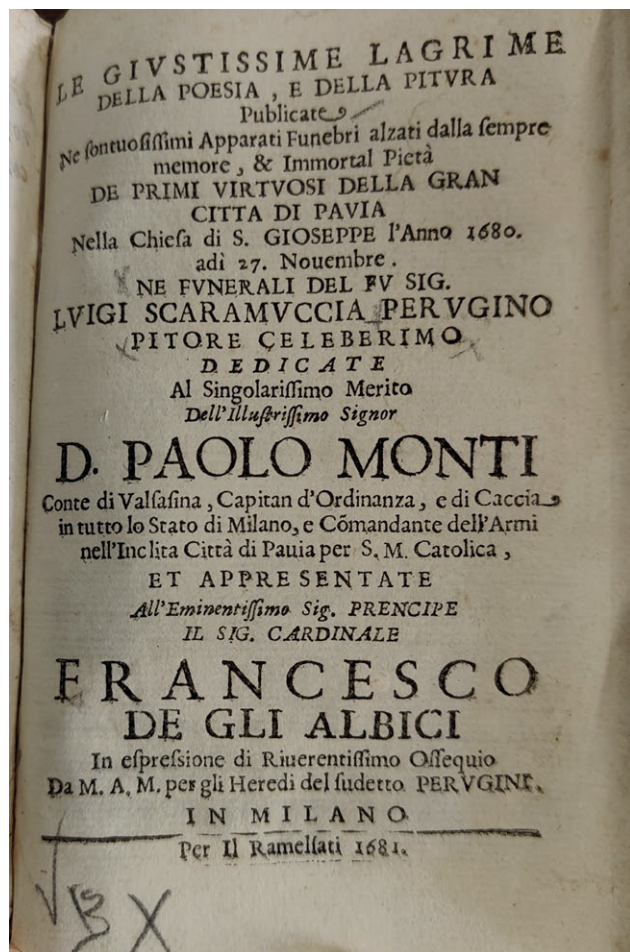 LE GIVSTISSIME LAGRIME
DELLA POESIA , E DELLA PITVRA
Publicate
Ne ſontuoſiſſimi Apparati Funebri alzati dalla ſempre
memore , & Immortal Pietà
DE PRIMI VIRTVOSI DELLA GRAN
CITTA DI PAVIA
Nella Chieſa di S. GIOSEPPE l'Anno 1680.
adì 27. Nouembre .
NE FVNERALI DEL FV SIG.
LVIGI SCARAMVCCIA PERVGINO
PITORE CELEBERIMO
DEDICATE
Al Singolariſſimo Merito
Dell'Illuſtriſſimo Signor
D. PAOLO MONTI
Conte di Valſaſina , Capitan d'Ordinanza , e di Caccia
in tutto lo Stato di Milano, e Cõmandante dell'Armi
nell'Inclita Città di Pauia per S. M. Catolica ,
ET APPRESENTATE
All'Eminentiſſimo Sig. PRENCIPE
IL SIG. CARDINALE
FRANCESCO
DE GLI ALBICI
In eſpreſsione di Riuerentiſſimo Oſſequio
Da M. A. M. per gli Heredi del ſudetto PERVGINI.
IN MILANO
Per Il Ramelſati 1681.
B X